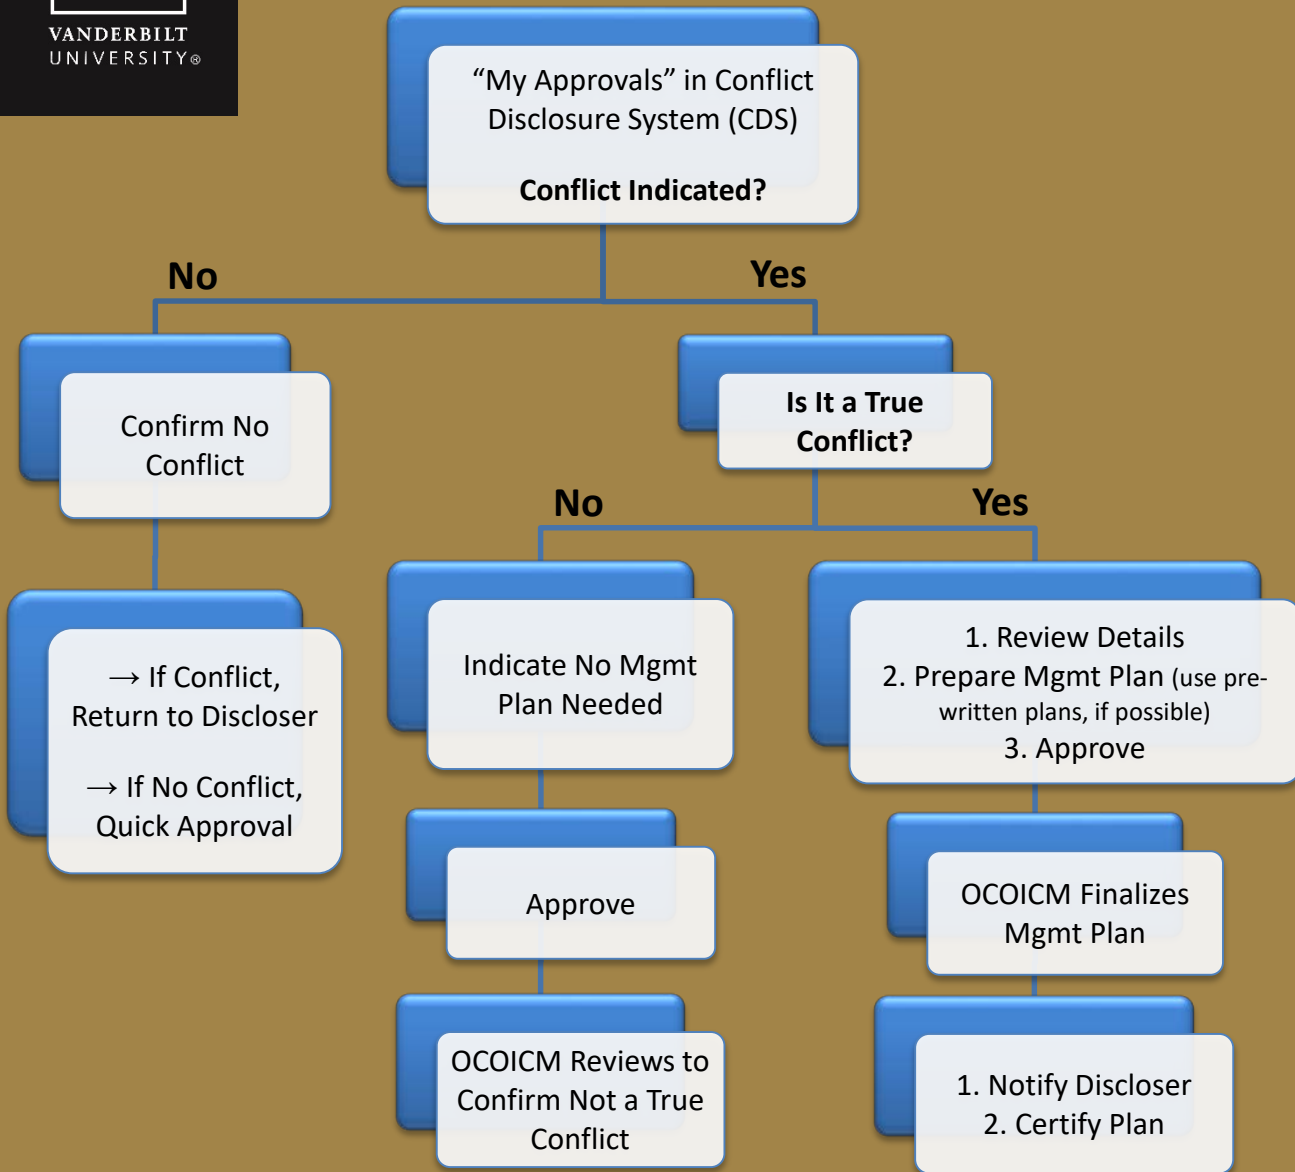 VANDERBILT
UNIVERSITY®
“My Approvals” in Conflict
Disclosure System (CDS)
Conflict Indicated?
No
Yes
Confirm No
Conflict
Is It a True
Conflict?
No
Yes
→ If Conflict,
Return to Discloser
→ If No Conflict,
Quick Approval
Indicate No Mgmt
Plan Needed
1. Review Details
2. Prepare Mgmt Plan (use pre-
written plans, if possible)
3. Approve
Approve
OCOICM Finalizes
Mgmt Plan
OCOICM Reviews to
Confirm Not a True
Conflict
1. Notify Discloser
2. Certify Plan